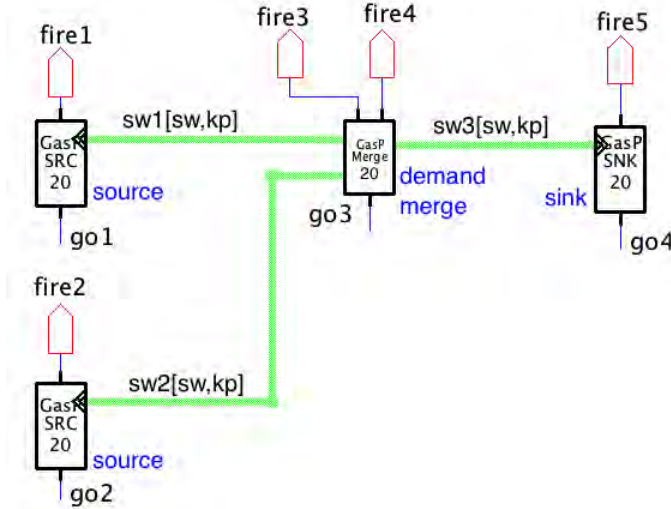 fire1
fire3
fire4
fire5
sw1[sw,kp]
sw3[sw,kp]
GasP
SRC
20
source
go1
GasP
Merge
20
demand
merge
go3
GasP
SNK
20
sink
go4
fire2
sw2[sw,kp]
GasP
SRC
20
source
go2